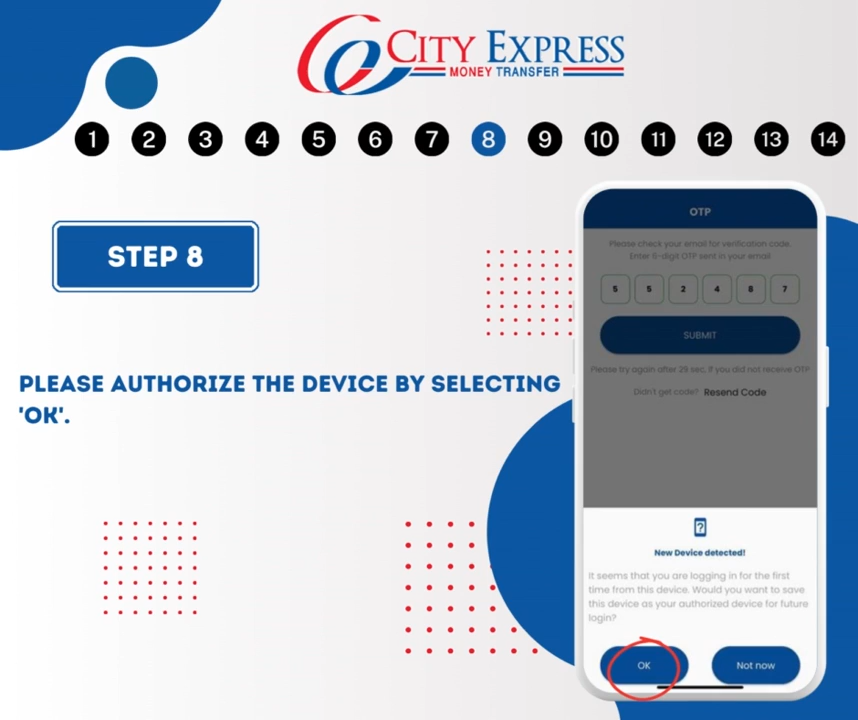 CITY EXPRESS
MONEY TRANSFER
1 2 3 4 5 6 7 8 9 10 11 12 13 14
STEP 8
PLEASE AUTHORIZE THE DEVICE BY SELECTING
'OK'.
OTP
Please check your email for verification code.
Enter 6-digit OTP sent in your email
5 5 2 4 8 7
SUBMIT
Please try again after 29 sec, if you did not receive OTP
Didn't get code? Resend Code
?
New Device detected!
It seems that you are logging in for the first
time from this device. Would you want to save
this device as your authorized device for future
login?
OK Not now